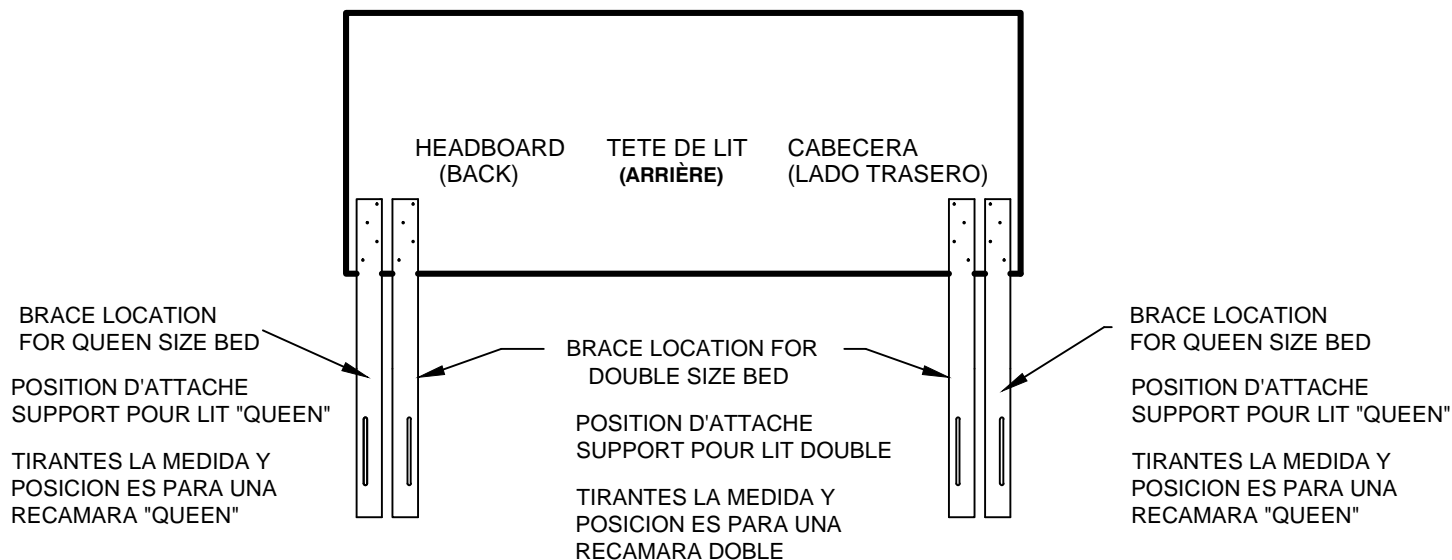 HEADBOARD
(BACK)
TETE DE LIT
(ARRIÈRE)
CABECERA
(LADO TRASERO)
BRACE LOCATION
FOR QUEEN SIZE BED
POSITION D'ATTACHE
SUPPORT POUR LIT "QUEEN"
TIRANTES LA MEDIDA Y
POSICION ES PARA UNA
RECAMARA "QUEEN"
BRACE LOCATION FOR
DOUBLE SIZE BED
POSITION D'ATTACHE
SUPPORT POUR LIT DOUBLE
TIRANTES LA MEDIDA Y
POSICION ES PARA UNA
RECAMARA DOBLE
BRACE LOCATION
FOR QUEEN SIZE BED
POSITION D'ATTACHE
SUPPORT POUR LIT "QUEEN"
TIRANTES LA MEDIDA Y
POSICION ES PARA UNA
RECAMARA "QUEEN"